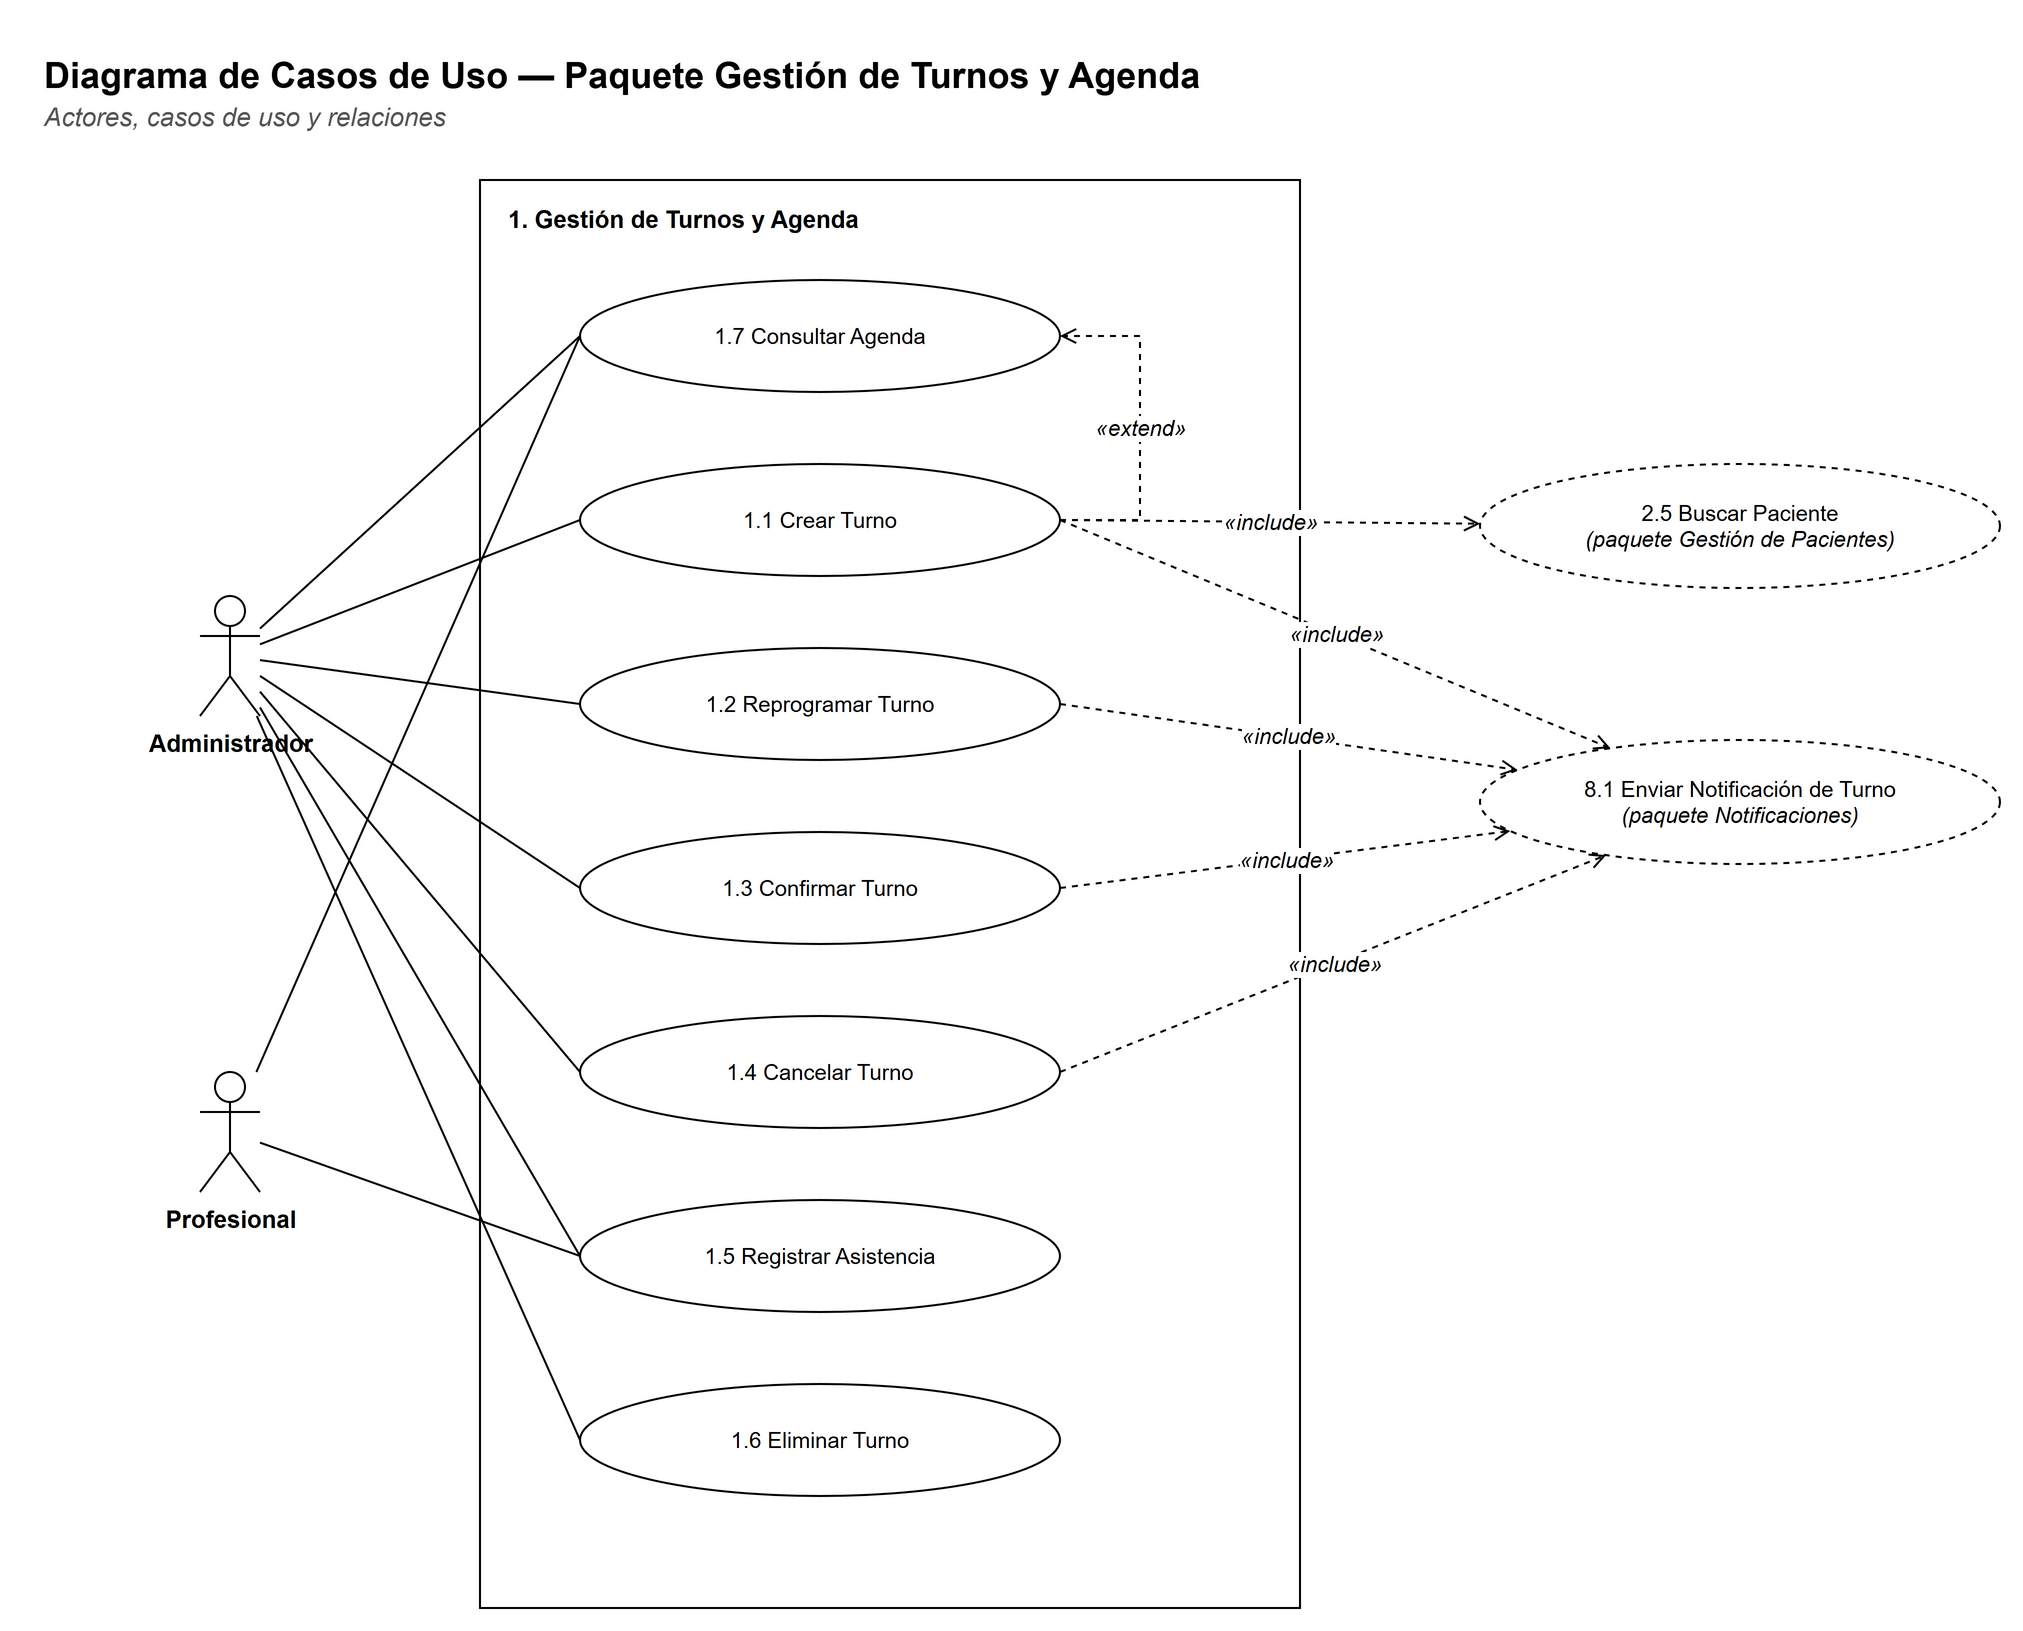 Diagrama de Casos de Uso — Paquete Gestión de Turnos y Agenda
Actores, casos de uso y relaciones
1. Gestión de Turnos y Agenda
1.7 Consultar Agenda
«extend»
1.1 Crear Turno
«include»
2.5 Buscar Paciente
(paquete Gestión de Pacientes)
«include»
1.2 Reprogramar Turno
«include»
Administrador
8.1 Enviar Notificación de Turno
(paquete Notificaciones)
1.3 Confirmar Turno
«include»
«include»
1.4 Cancelar Turno
Profesional
1.5 Registrar Asistencia
1.6 Eliminar Turno